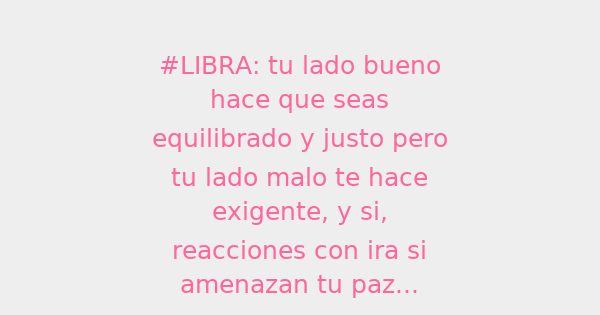 #LIBRA: tu lado bueno
hace que seas
equilibrado y justo pero
tu lado malo te hace
exigente, y si,
reacciones con ira si
amenazan tu paz...